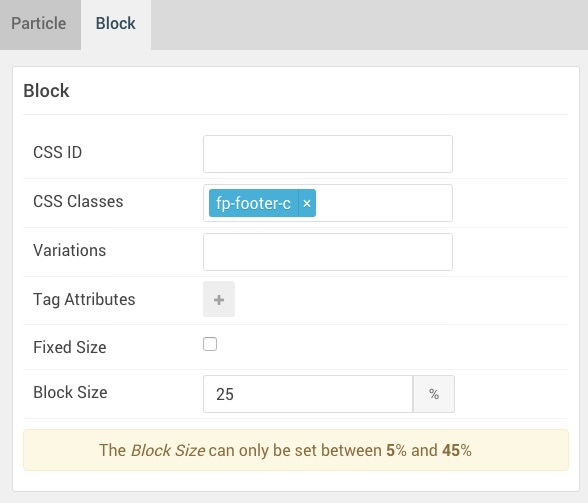 Particle Block
Block
CSS ID
CSS Classes fp-footer-c ×
Variations
Tag Attributes +
Fixed Size
Block Size 25 %
The Block Size can only be set between 5% and 45%